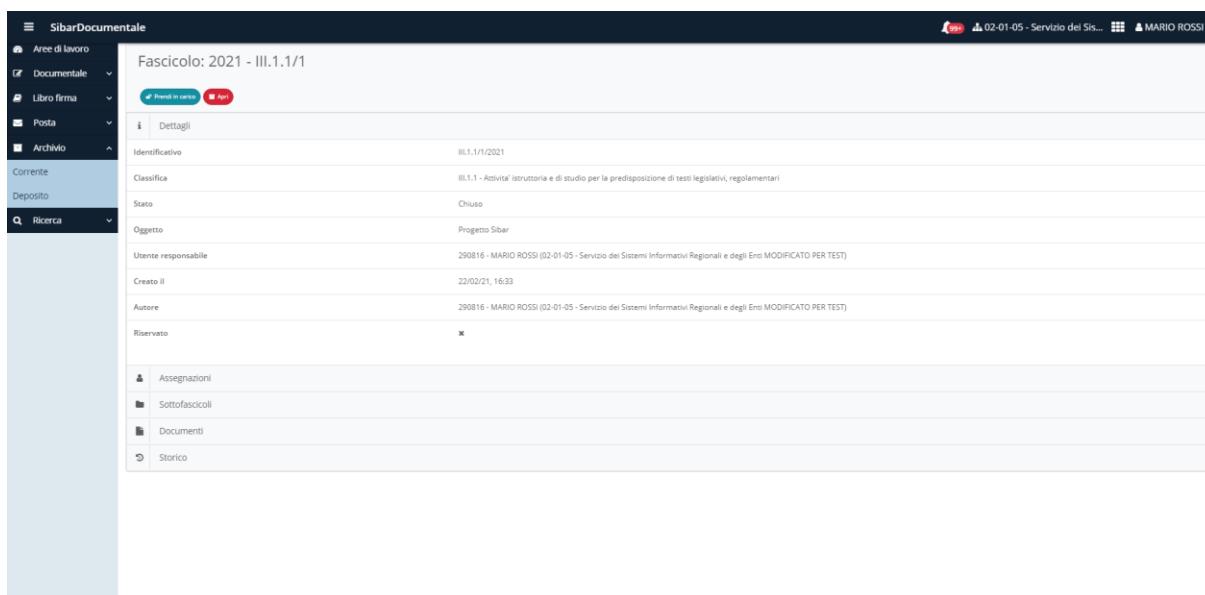 SibarDocumentale
99+ 02-01-05 - Servizio dei Sis... MARIO ROSSI
Aree di lavoro
Documentale
Libro firma
Posta
Archivio
Corrente
Deposito
Ricerca
Fascicolo: 2021 - III.1.1/1
Prendi in carico Apri
Dettagli
Identificativo III.1.1/1/2021
Classifica III.1.1 - Attivita' istruttoria e di studio per la predisposizione di testi legislativi, regolamentari
Stato Chiuso
Oggetto Progetto Sibar
Utente responsabile 290816 - MARIO ROSSI (02-01-05 - Servizio dei Sistemi Informativi Regionali e degli Enti MODIFICATO PER TEST)
Creato il 22/02/21, 16:33
Autore 290816 - MARIO ROSSI (02-01-05 - Servizio dei Sistemi Informativi Regionali e degli Enti MODIFICATO PER TEST)
Riservato
Assegnazioni
Sottofascicoli
Documenti
Storico